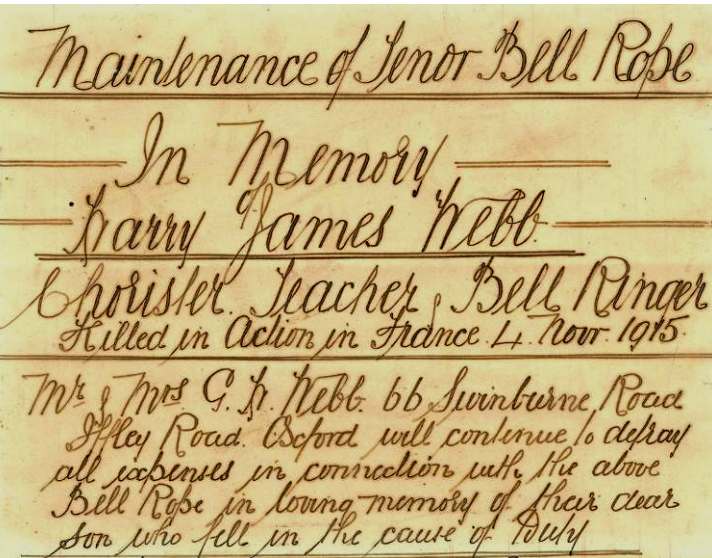 Maintenance of Tenor Bell Rope
In Memory
of
Harry James Webb
Chorister. Teacher & Bell Ringer
Killed in Action in France 4. Novr. 1915.
Mr & Mrs G. H. Webb. 66 Swinburne Road
Iffley Road. Oxford will continue to defray
all expenses in connection with the above
Bell Rope in loving memory of their dear
son who fell in the cause of Duty